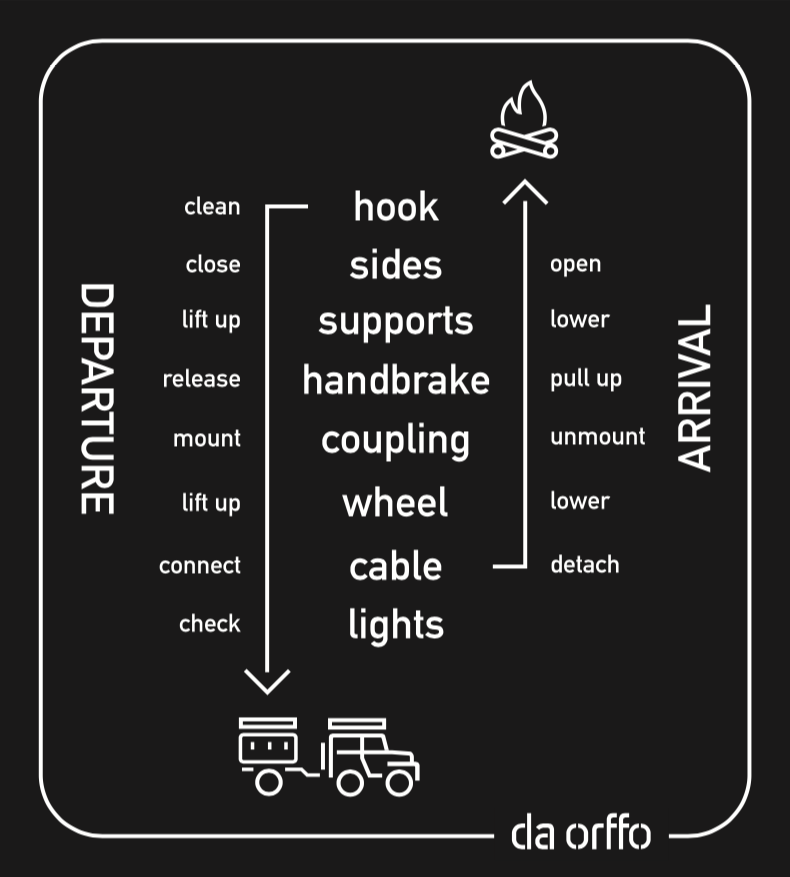 clean hook
close sides open
lift up supports lower
release handbrake pull up
mount coupling unmount
lift up wheel lower
connect cable detach
check lights
DEPARTURE
ARRIVAL
da orffo